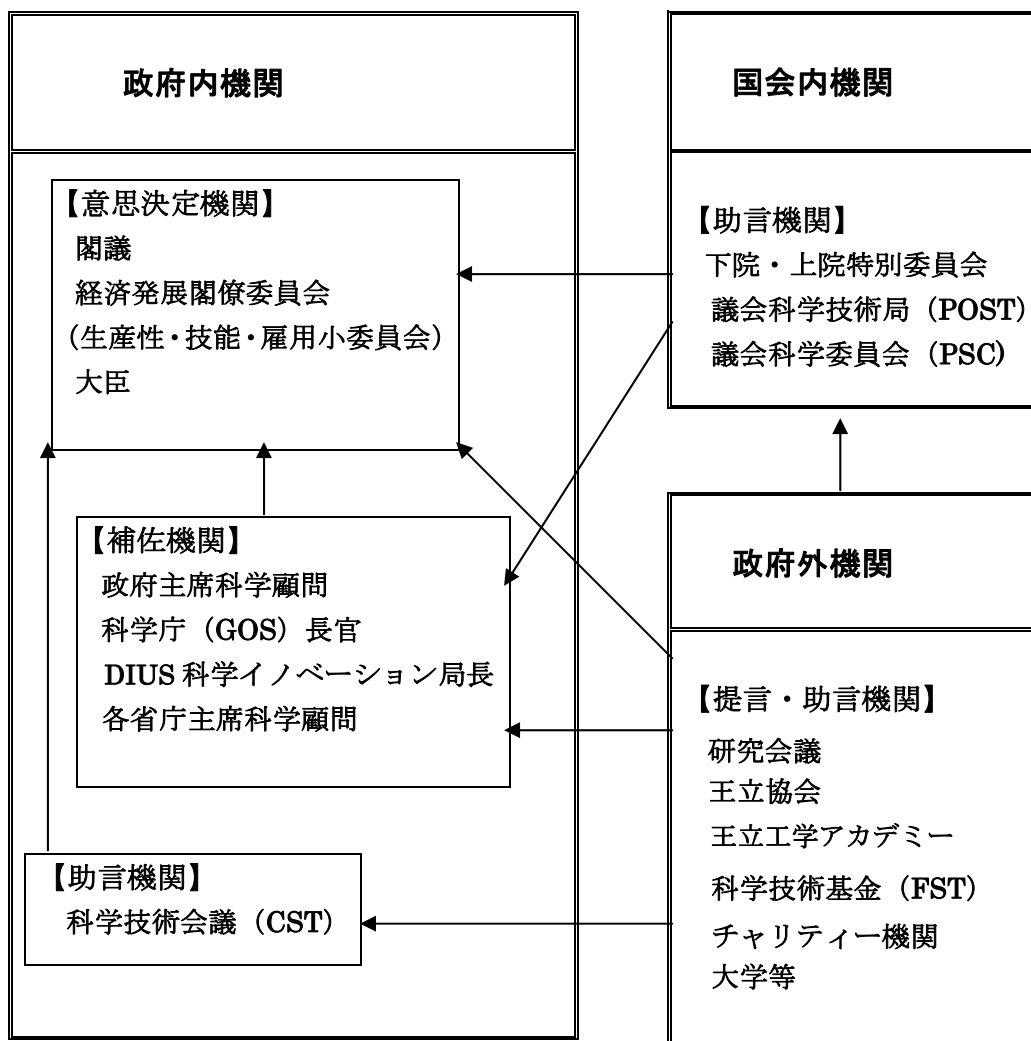 政府内機関
【意思決定機関】
閣議
経済発展閣僚委員会
（生産性・技能・雇用小委員会）
大臣
【補佐機関】
政府主席科学顧問
科学庁（GOS）長官
DIUS 科学イノベーション局長
各省庁主席科学顧問
【助言機関】
科学技術会議（CST）
国会内機関
【助言機関】
下院・上院特別委員会
議会科学技術局（POST）
議会科学委員会（PSC）
政府外機関
【提言・助言機関】
研究会議
王立協会
王立工学アカデミー
科学技術基金（FST）
チャリティー機関
大学等